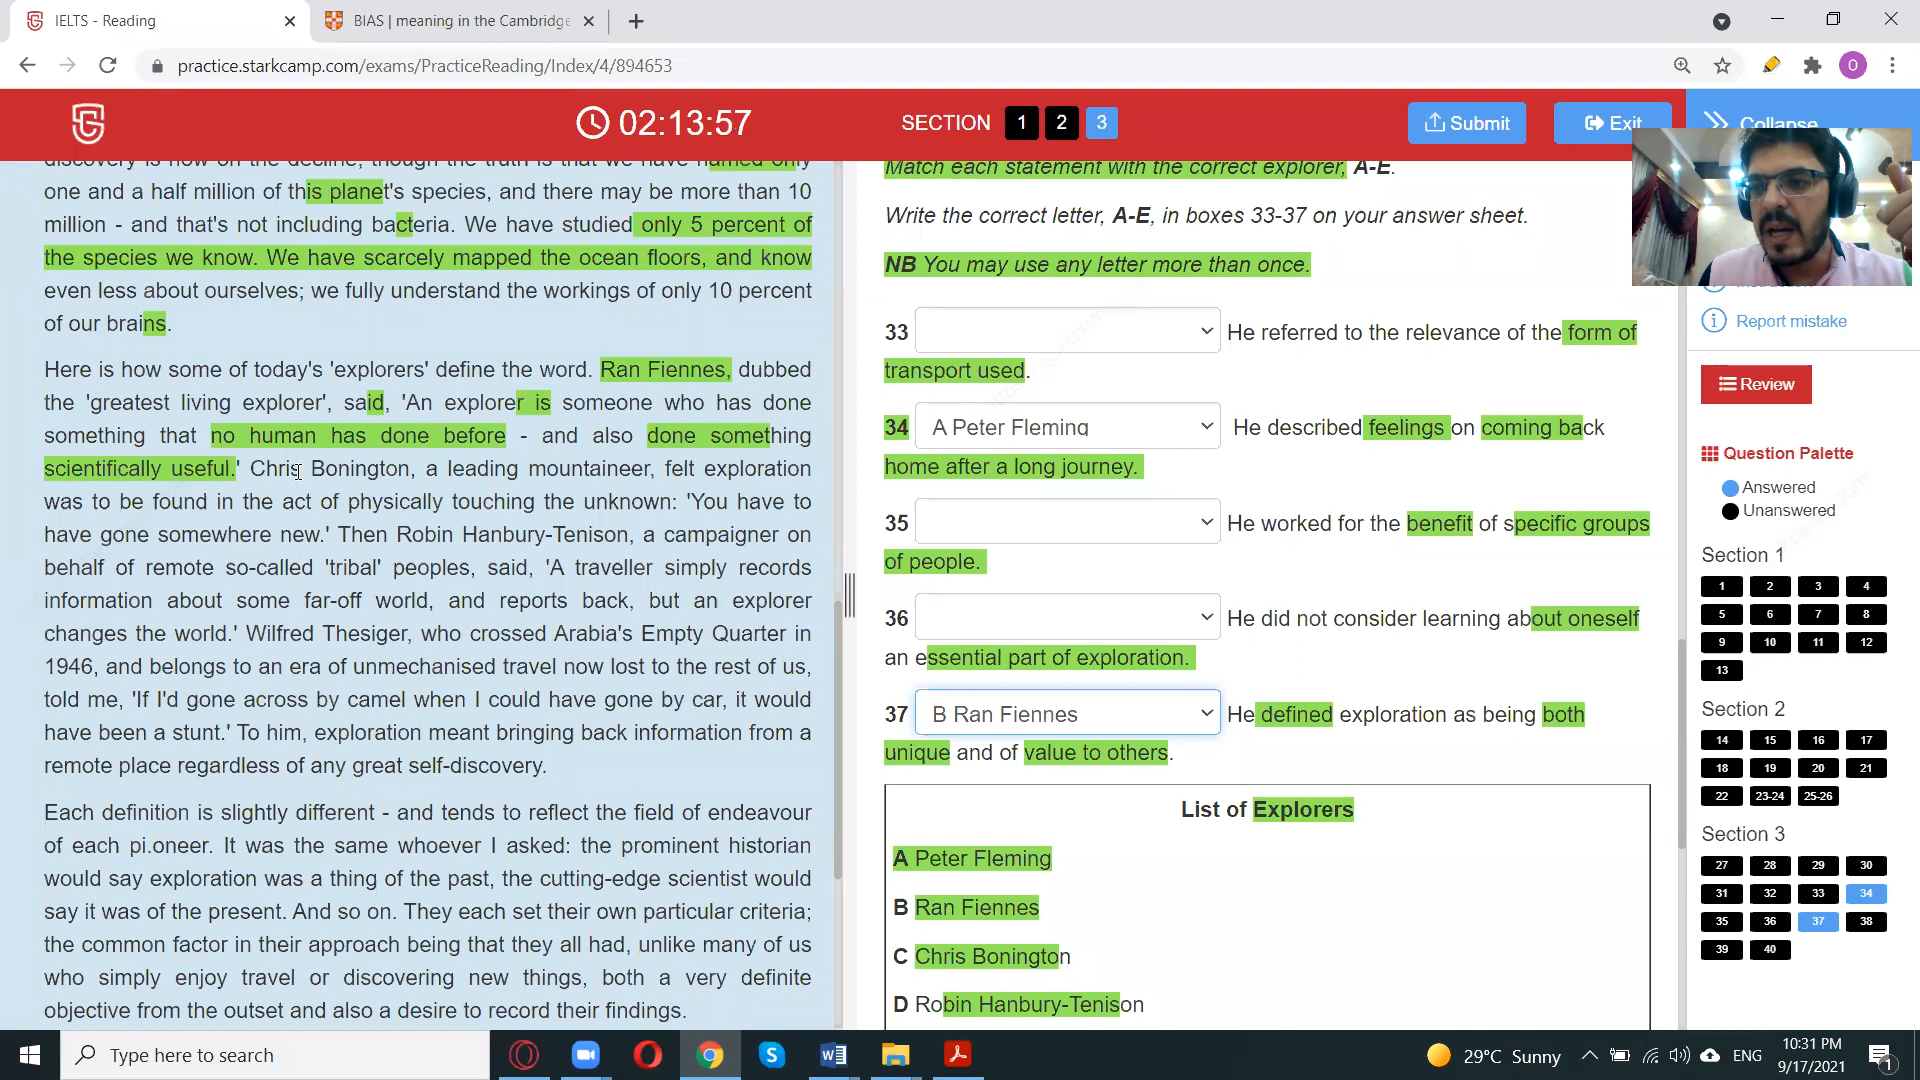 IELTS - Reading
BIAS | meaning in the Cambridge
practice.starkcamp.com/exams/PracticeReading/Index/4/894653
O
02:13:57
SECTION 1 2 3
Submit
Exit
Collapse
discovery is now on the decline, though the truth is that we have named only
one and a half million of this planet's species, and there may be more than 10
million - and that's not including bacteria. We have studied only 5 percent of
the species we know. We have scarcely mapped the ocean floors, and know
even less about ourselves; we fully understand the workings of only 10 percent
of our brains.
Here is how some of today's 'explorers' define the word. Ran Fiennes, dubbed
the 'greatest living explorer', said, 'An explorer is someone who has done
something that no human has done before - and also done something
scientifically useful.' Chris Bonington, a leading mountaineer, felt exploration
was to be found in the act of physically touching the unknown: 'You have to
have gone somewhere new.' Then Robin Hanbury-Tenison, a campaigner on
behalf of remote so-called 'tribal' peoples, said, 'A traveller simply records
information about some far-off world, and reports back, but an explorer
changes the world.' Wilfred Thesiger, who crossed Arabia's Empty Quarter in
1946, and belongs to an era of unmechanised travel now lost to the rest of us,
told me, 'If I'd gone across by camel when I could have gone by car, it would
have been a stunt.' To him, exploration meant bringing back information from a
remote place regardless of any great self-discovery.
Each definition is slightly different - and tends to reflect the field of endeavour
of each pi.oneer. It was the same whoever I asked: the prominent historian
would say exploration was a thing of the past, the cutting-edge scientist would
say it was of the present. And so on. They each set their own particular criteria;
the common factor in their approach being that they all had, unlike many of us
who simply enjoy travel or discovering new things, both a very definite
objective from the outset and also a desire to record their findings.
Match each statement with the correct explorer, A-E.
Write the correct letter, A-E, in boxes 33-37 on your answer sheet.
NB You may use any letter more than once.
33 He referred to the relevance of the form of
transport used.
34 A Peter Fleming He described feelings on coming back
home after a long journey.
35 He worked for the benefit of specific groups
of people.
36 He did not consider learning about oneself
an essential part of exploration.
37 B Ran Fiennes He defined exploration as being both
unique and of value to others.
List of Explorers
A Peter Fleming
B Ran Fiennes
C Chris Bonington
D Robin Hanbury-Tenison
Report mistake
Review
Question Palette
Answered
Unanswered
Section 1
1 2 3 4
5 6 7 8
9 10 11 12
13
Section 2
14 15 16 17
18 19 20 21
22 23-24 25-26
Section 3
27 28 29 30
31 32 33 34
35 36 37 38
39 40
Type here to search
29°C Sunny
ENG
10:31 PM
9/17/2021
1